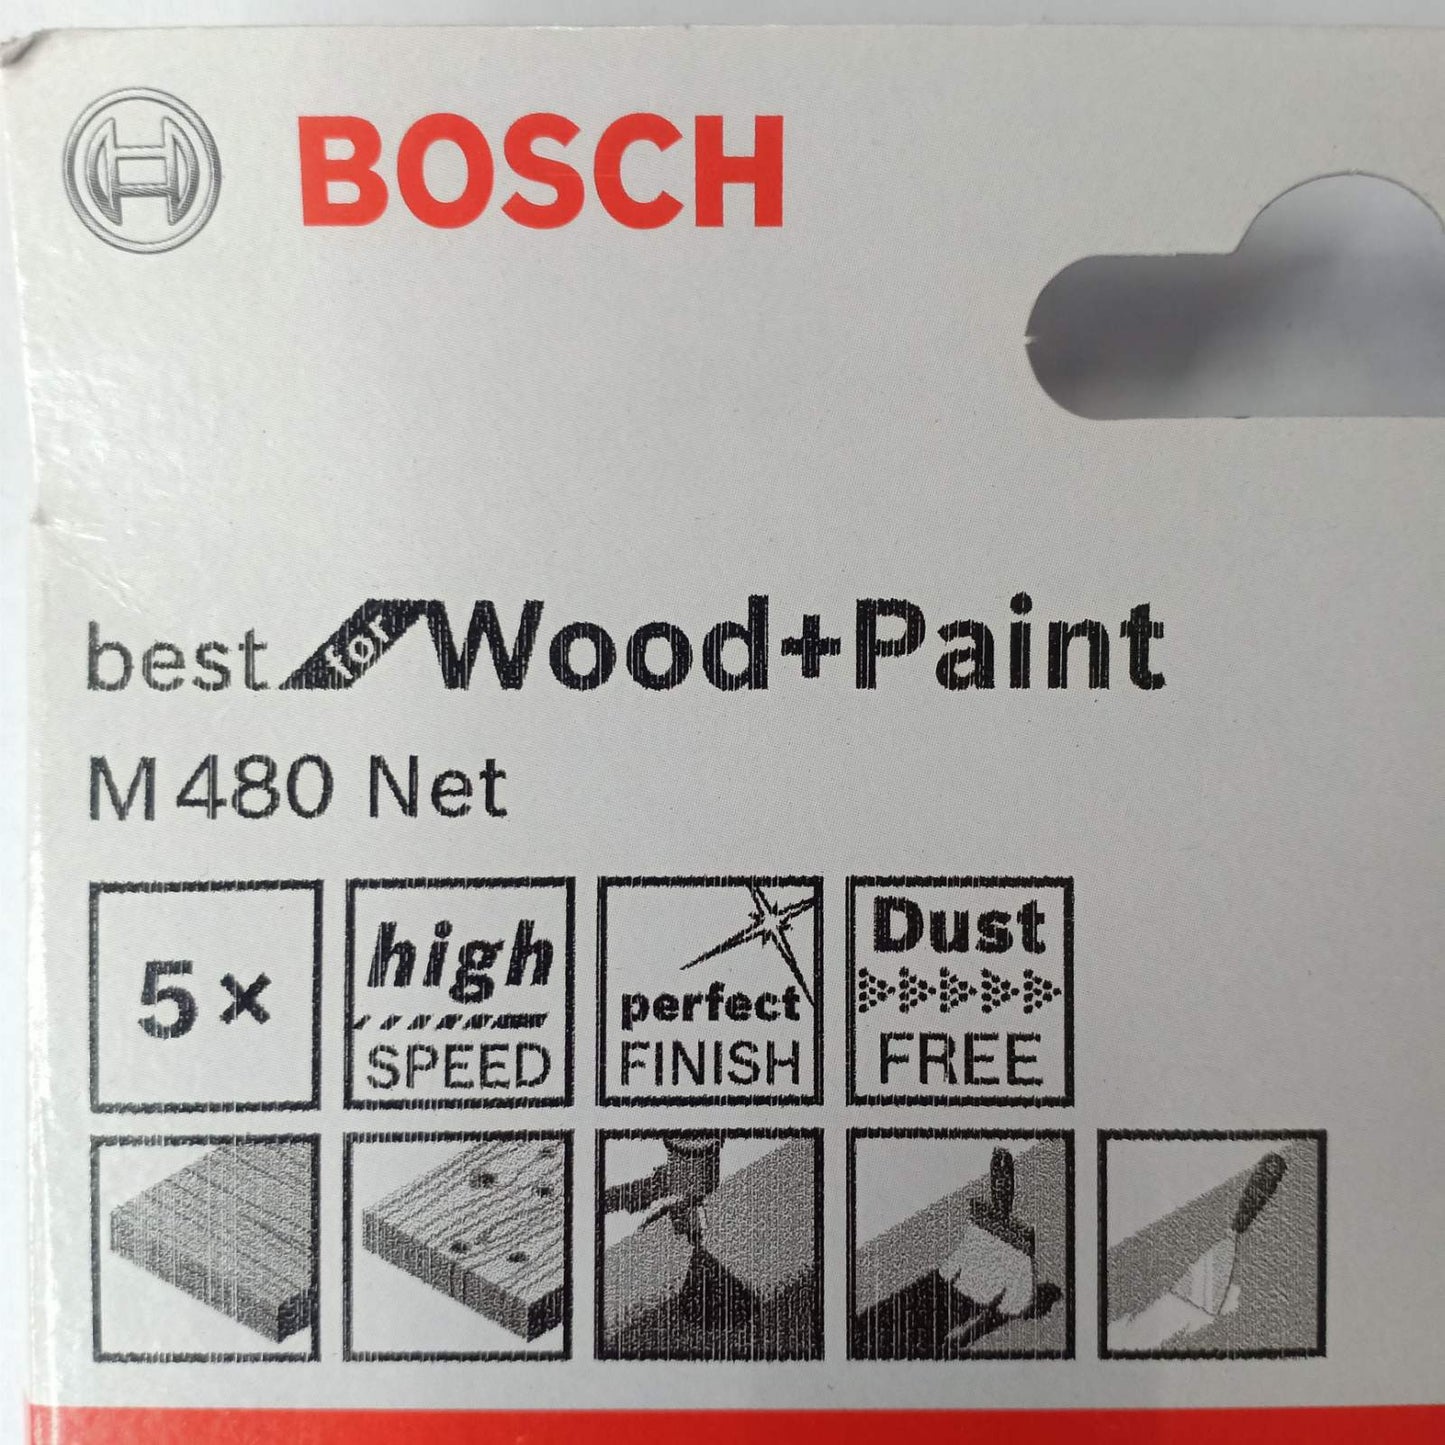 BOSCH
best for Wood+Paint
M 480 Net
5×
high
SPEED
perfect
FINISH
Dust
FREE